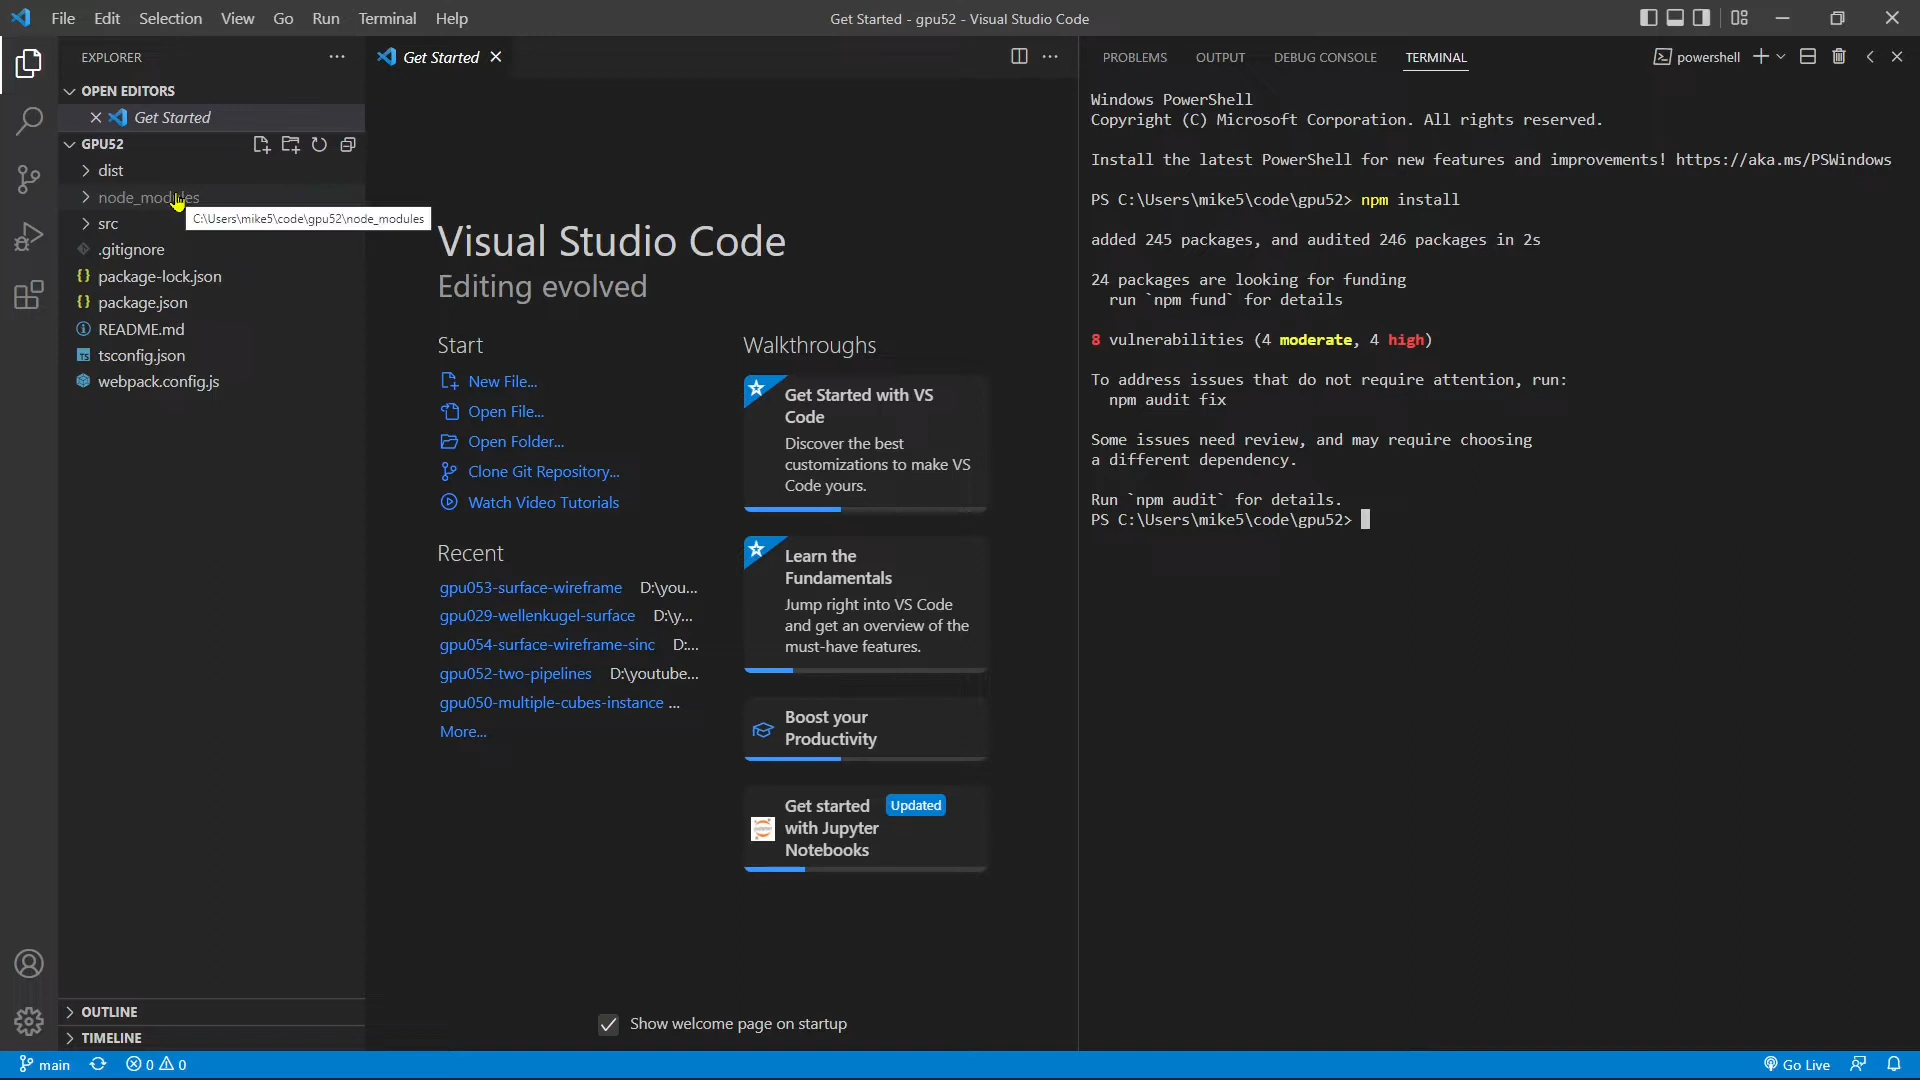 File Edit Selection View Go Run Terminal Help
Get Started - gpu52 - Visual Studio Code
EXPLORER
OPEN EDITORS
Get Started
GPU52
dist
node_modules
C:\Users\mike5\code\gpu52\node_modules
src
.gitignore
package-lock.json
package.json
README.md
tsconfig.json
webpack.config.js
OUTLINE
TIMELINE
Get Started
Visual Studio Code
Editing evolved
Start
New File...
Open File...
Open Folder...
Clone Git Repository...
Watch Video Tutorials
Recent
gpu053-surface-wireframe D:\you...
gpu029-wellenkugel-surface D:\y...
gpu054-surface-wireframe-sinc D:...
gpu052-two-pipelines D:\youtube...
gpu050-multiple-cubes-instance ...
More...
Walkthroughs
Get Started with VS
Code
Discover the best
customizations to make VS
Code yours.
Learn the
Fundamentals
Jump right into VS Code
and get an overview of the
must-have features.
Boost your
Productivity
Get started Updated
with Jupyter
Notebooks
Show welcome page on startup
PROBLEMS OUTPUT DEBUG CONSOLE TERMINAL
powershell
Windows PowerShell
Copyright (C) Microsoft Corporation. All rights reserved.
Install the latest PowerShell for new features and improvements! https://aka.ms/PSWindows
PS C:\Users\mike5\code\gpu52> npm install
added 245 packages, and audited 246 packages in 2s
24 packages are looking for funding
run `npm fund` for details
8 vulnerabilities (4 moderate, 4 high)
To address issues that do not require attention, run:
npm audit fix
Some issues need review, and may require choosing
a different dependency.
Run `npm audit` for details.
PS C:\Users\mike5\code\gpu52>
main 0 0
Go Live